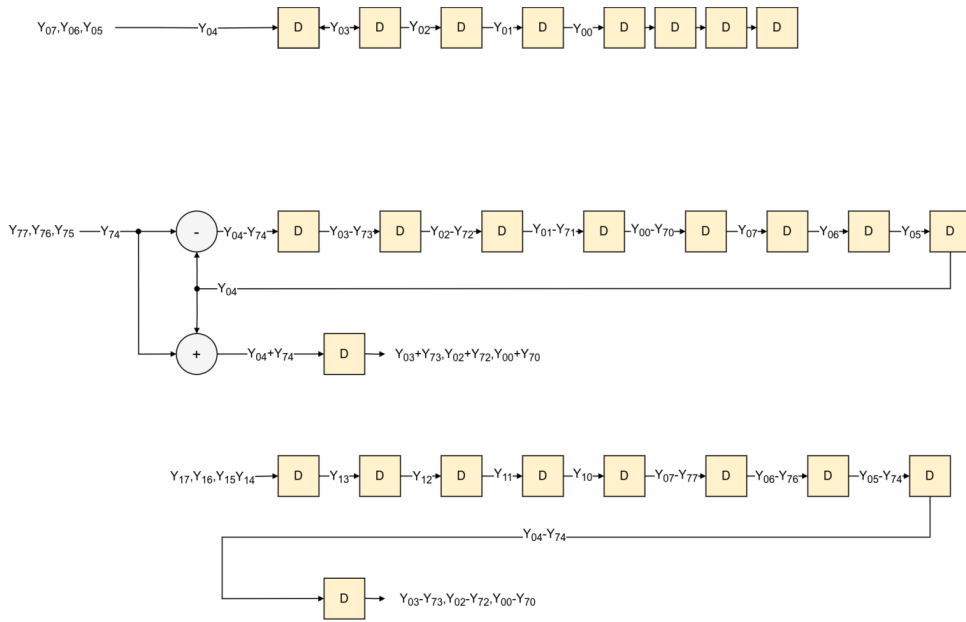 Y07,Y06,Y05 Y04 D Y03 D Y02 D Y01 D Y00 D D D D
Y77,Y76,Y75 Y74 - Y04-Y74 D Y03-Y73 D Y02-Y72 D Y01-Y71 D Y00-Y70 D Y07 D Y06 D Y05 D
Y04
+ Y04+Y74 D Y03+Y73,Y02+Y72,Y00+Y70
Y17,Y16,Y15Y14 D Y13 D Y12 D Y11 D Y10 D Y07-Y77 D Y06-Y76 D Y05-Y74 D
Y04-Y74
D Y03-Y73,Y02-Y72,Y00-Y70